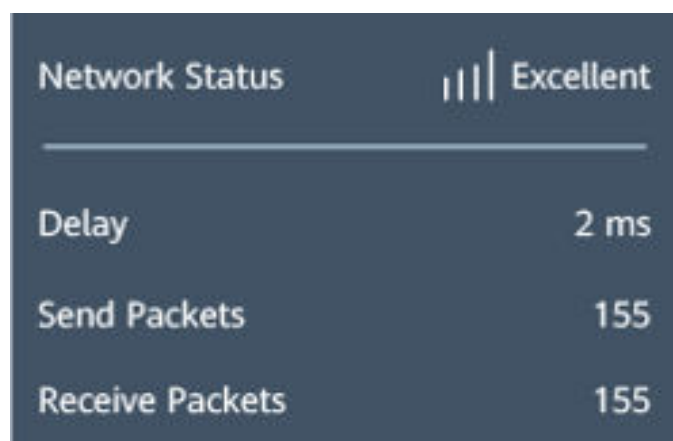 Network Status Excellent
Delay 2 ms
Send Packets 155
Receive Packets 155